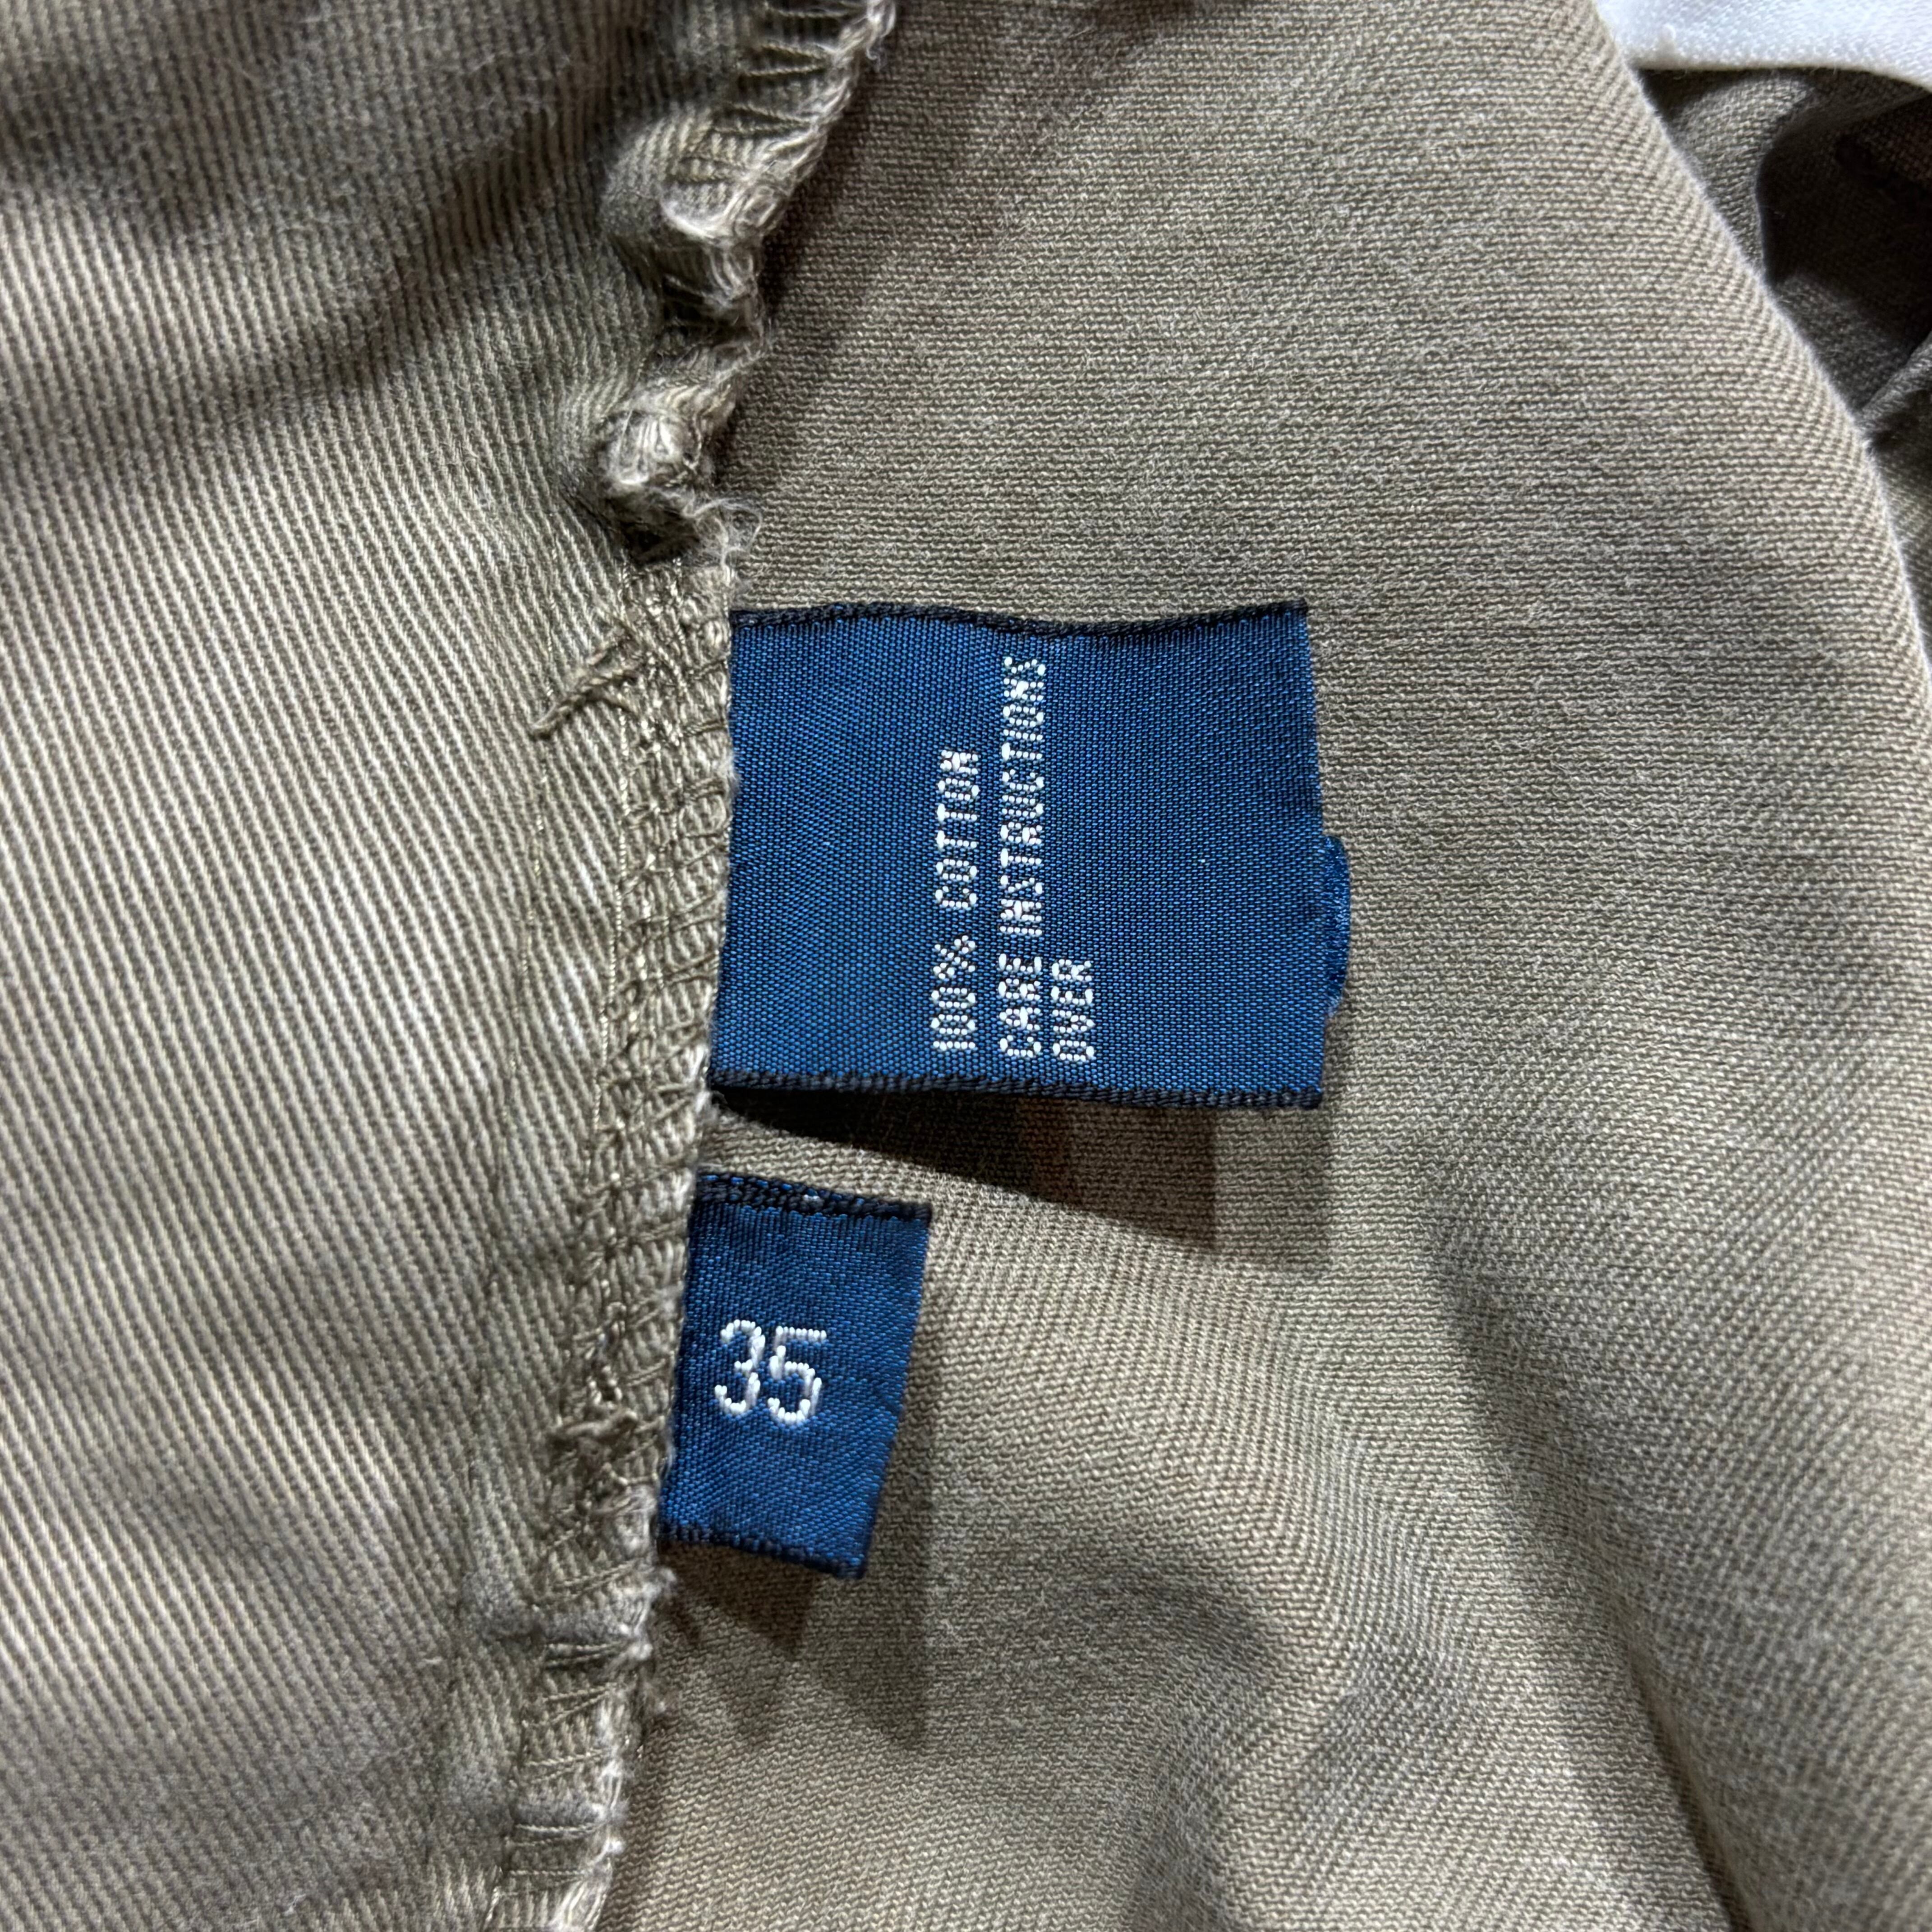 100% COTTON
CARE INSTRUCTIONS
OVER
35